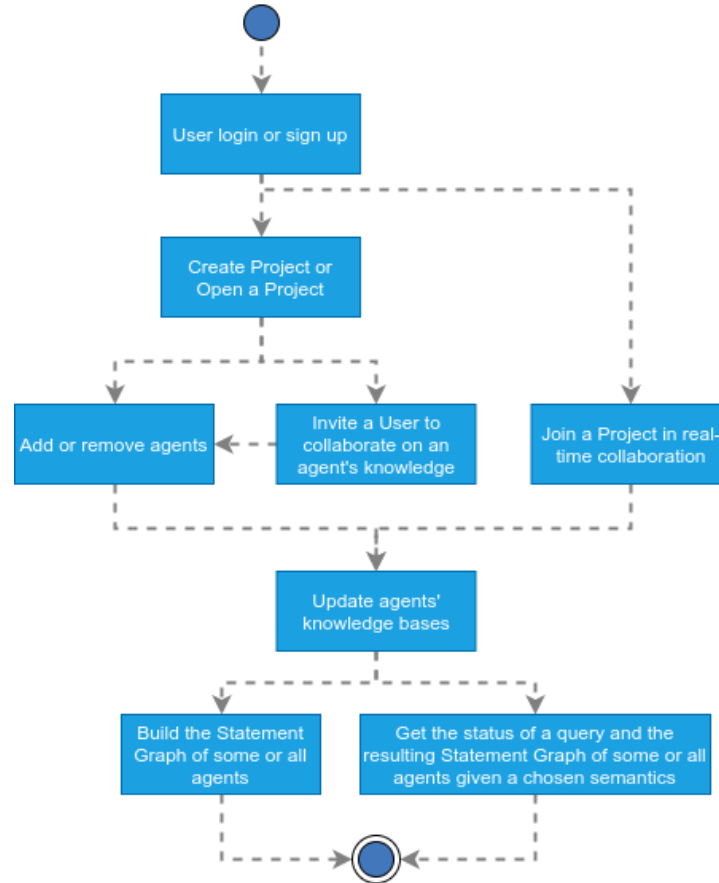 User login or sign up
Create Project or
Open a Project
Add or remove agents
Invite a User to
collaborate on an
agent's knowledge
Join a Project in real-
time collaboration
Update agents'
knowledge bases
Build the Statement
Graph of some or all
agents
Get the status of a query and the
resulting Statement Graph of some or all
agents given a chosen semantics